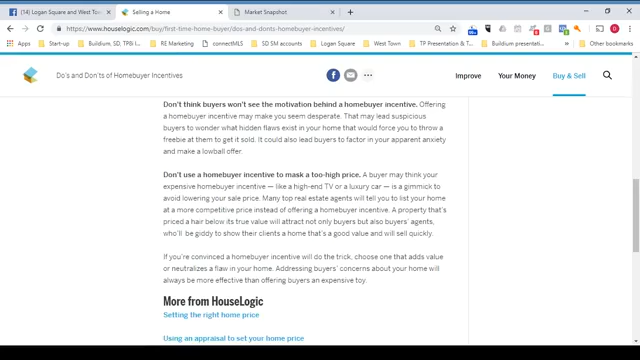 (14) Logan Square and West Town
Selling a Home
Market Snapshot
https://www.houselogic.com/buy/first-time-home-buyer/dos-and-donts-homebuyer-incentives/
Apps
Start-up
Buildium, SD, TPBI
RE Marketing
connectMLS
SD SM accounts
Logan Square
West Town
TP Presentation & T
Buildium presentatio
Other bookmarks
Do's and Don'ts of Homebuyer Incentives
Improve
Your Money
Buy & Sell
Don't think buyers won't see the motivation behind a homebuyer incentive. Offering
a homebuyer incentive may make you seem desperate. That may lead suspicious
buyers to wonder what hidden flaws exist in your home that would force you to throw a
freebie at them to get it sold. It could also lead buyers to factor in your apparent anxiety
and make a lowball offer.
Don't use a homebuyer incentive to mask a too-high price. A buyer may think your
expensive homebuyer incentive — like a high-end TV or a luxury car — is a gimmick to
avoid lowering your sale price. Many top real estate agents will tell you to list your home
at a more competitive price instead of offering a homebuyer incentive. A property that's
priced a hair below its true value will attract not only buyers but also buyers' agents,
who'll be giddy to show their clients a home that's a good value and will sell quickly.
If you're convinced a homebuyer incentive will do the trick, choose one that adds value
or neutralizes a flaw in your home. Addressing buyers' concerns about your home will
always be more effective than offering buyers an expensive toy.
More from HouseLogic
Setting the right home price
Using an appraisal to set your home price